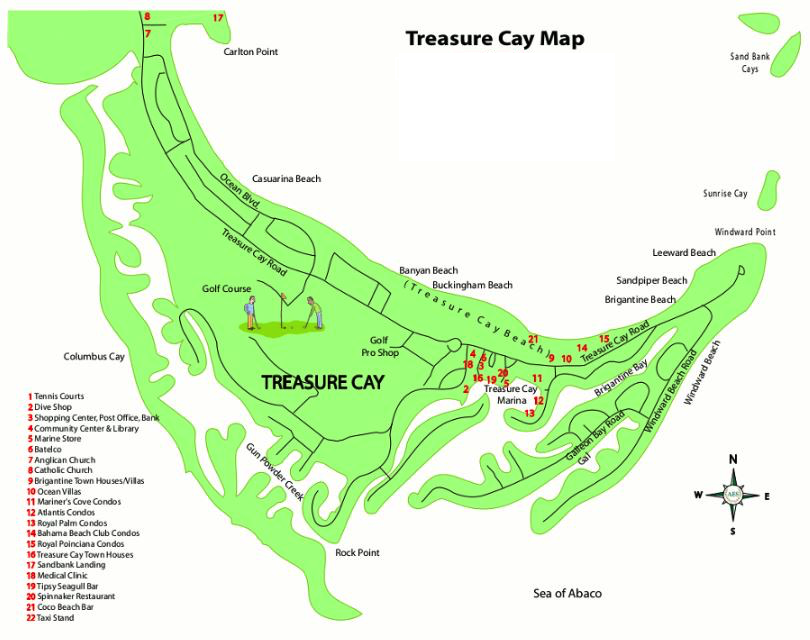 8
17
7
Treasure Cay Map
Carlton Point
Sand Bank
Cays
Casuarina Beach
Ocean Blvd
Sunrise Cay
Windward Point
Treasure Cay Road
Leeward Beach
Banyan Beach
Buckingham Beach
Sandpiper Beach
Golf Course
(Treasure Cay Beach)
Brigantine Beach
Golf
Pro Shop
21
15
14
Treasure Cay Road
4
6
9
10
18
3
Columbus Cay
TREASURE CAY
16
19
20
5
11
Brigantine Bay
Windward Beach Road
Windward Beach
2
Treasure Cay
Marina
12
13
Galleon Bay Road
Gal
1 Tennis Courts
2 Dive Shop
3 Shopping Center, Post Office, Bank
4 Community Center & Library
5 Marine Store
6 Batelco
7 Anglican Church
8 Catholic Church
9 Brigantine Town Houses/Villas
10 Ocean Villas
11 Mariner's Cove Condos
12 Atlantis Condos
13 Royal Palm Condos
14 Bahama Beach Club Condos
15 Royal Poinciana Condos
16 Treasure Cay Town Houses
17 Sandbank Landing
18 Medical Clinic
19 Tipsy Seagull Bar
20 Spinnaker Restaurant
21 Coco Beach Bar
22 Taxi Stand
Gun Powder Creek
N
W
E
S
Rock Point
Sea of Abaco